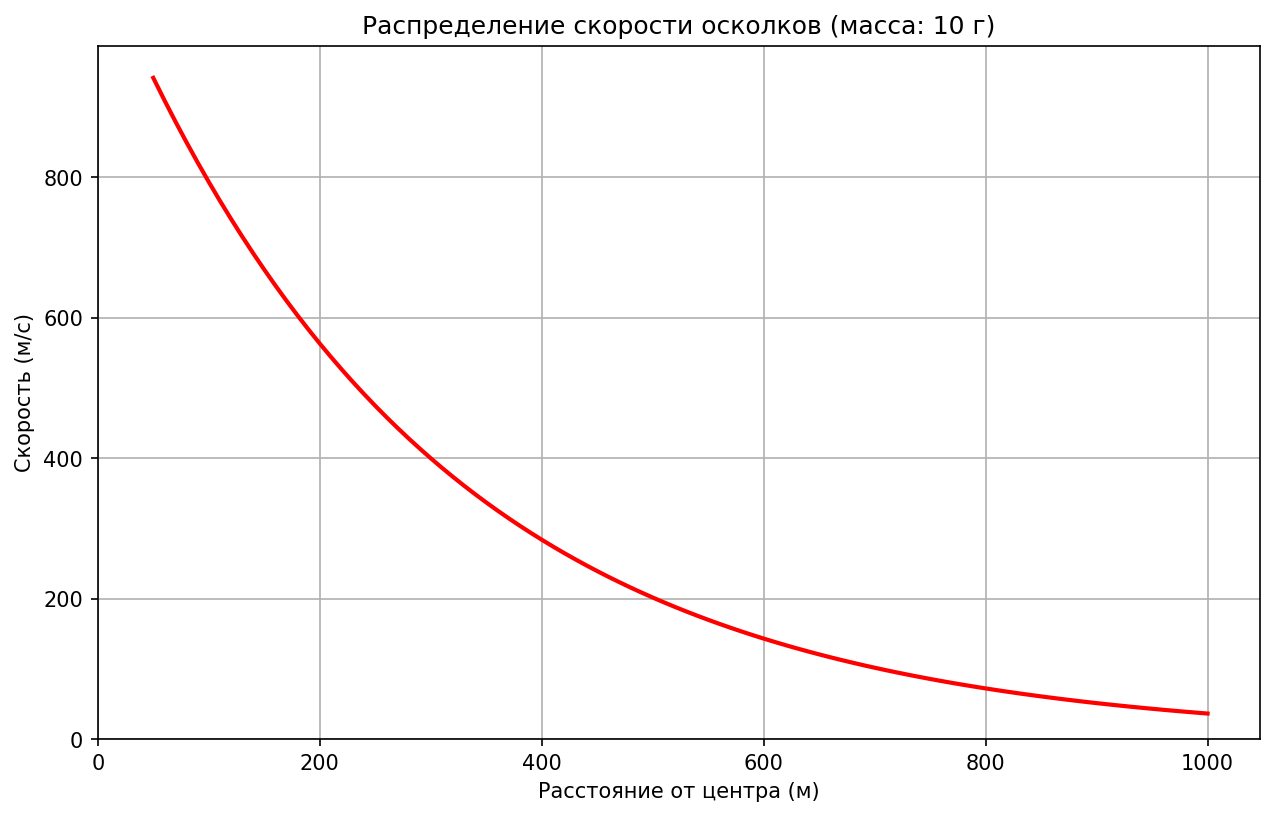 Распределение скорости осколков (масса: 10 г)
Скорость (м/с)
800
600
400
200
0
0 200 400 600 800 1000
Расстояние от центра (м)